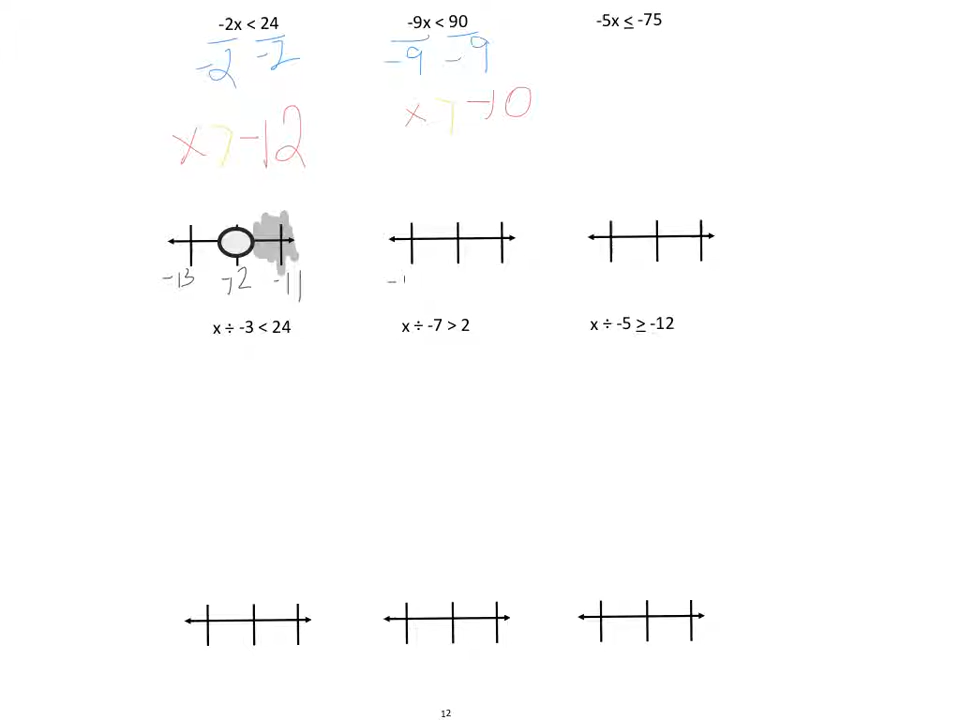 -2x < 24 -9x < 90 -5x ≤ -75
-2 -2 -9 -9
x > -12 x > -10
-13 -12 -11 -1
x ÷ -3 < 24 x ÷ -7 > 2 x ÷ -5 ≥ -12
12